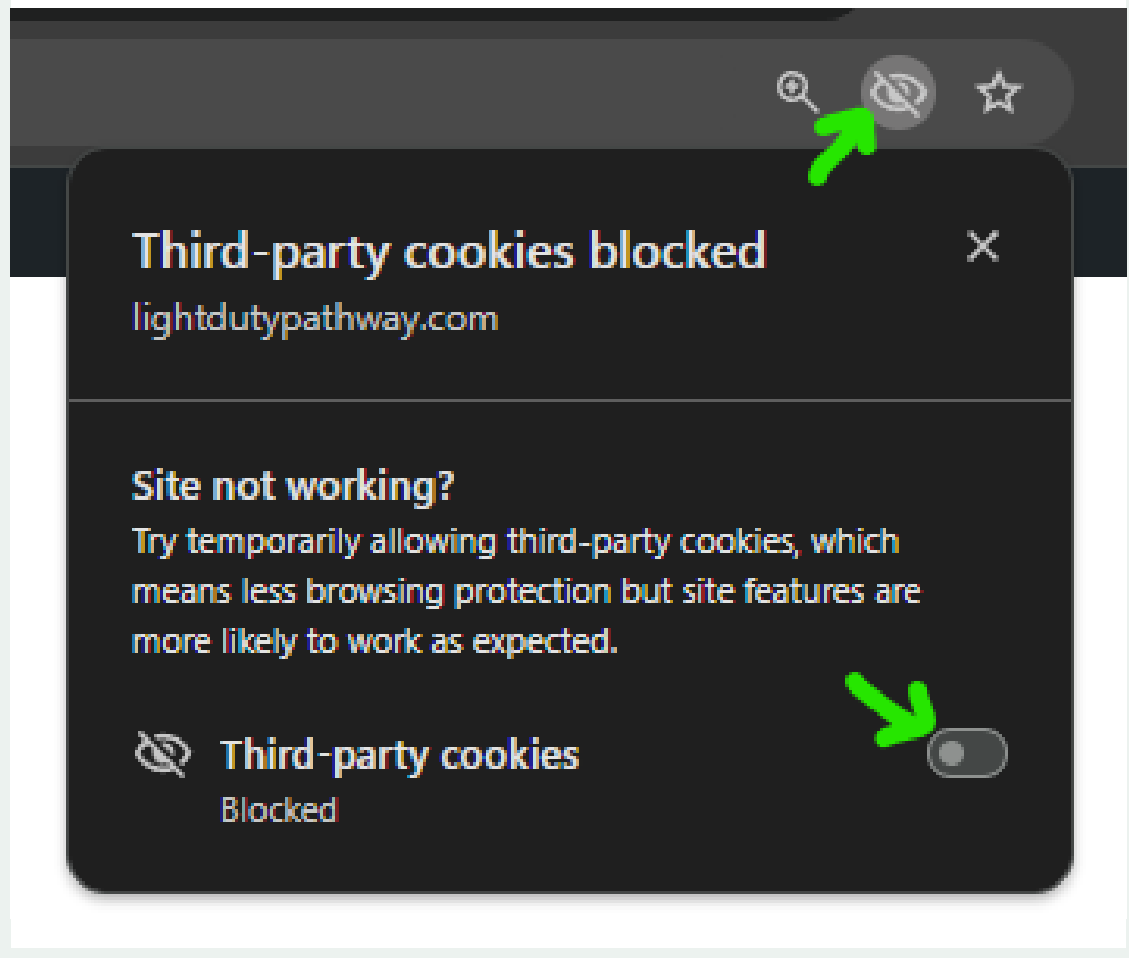 Third-party cookies blocked
lightdutypathway.com
Site not working?
Try temporarily allowing third-party cookies, which
means less browsing protection but site features are
more likely to work as expected.
Third-party cookies
Blocked